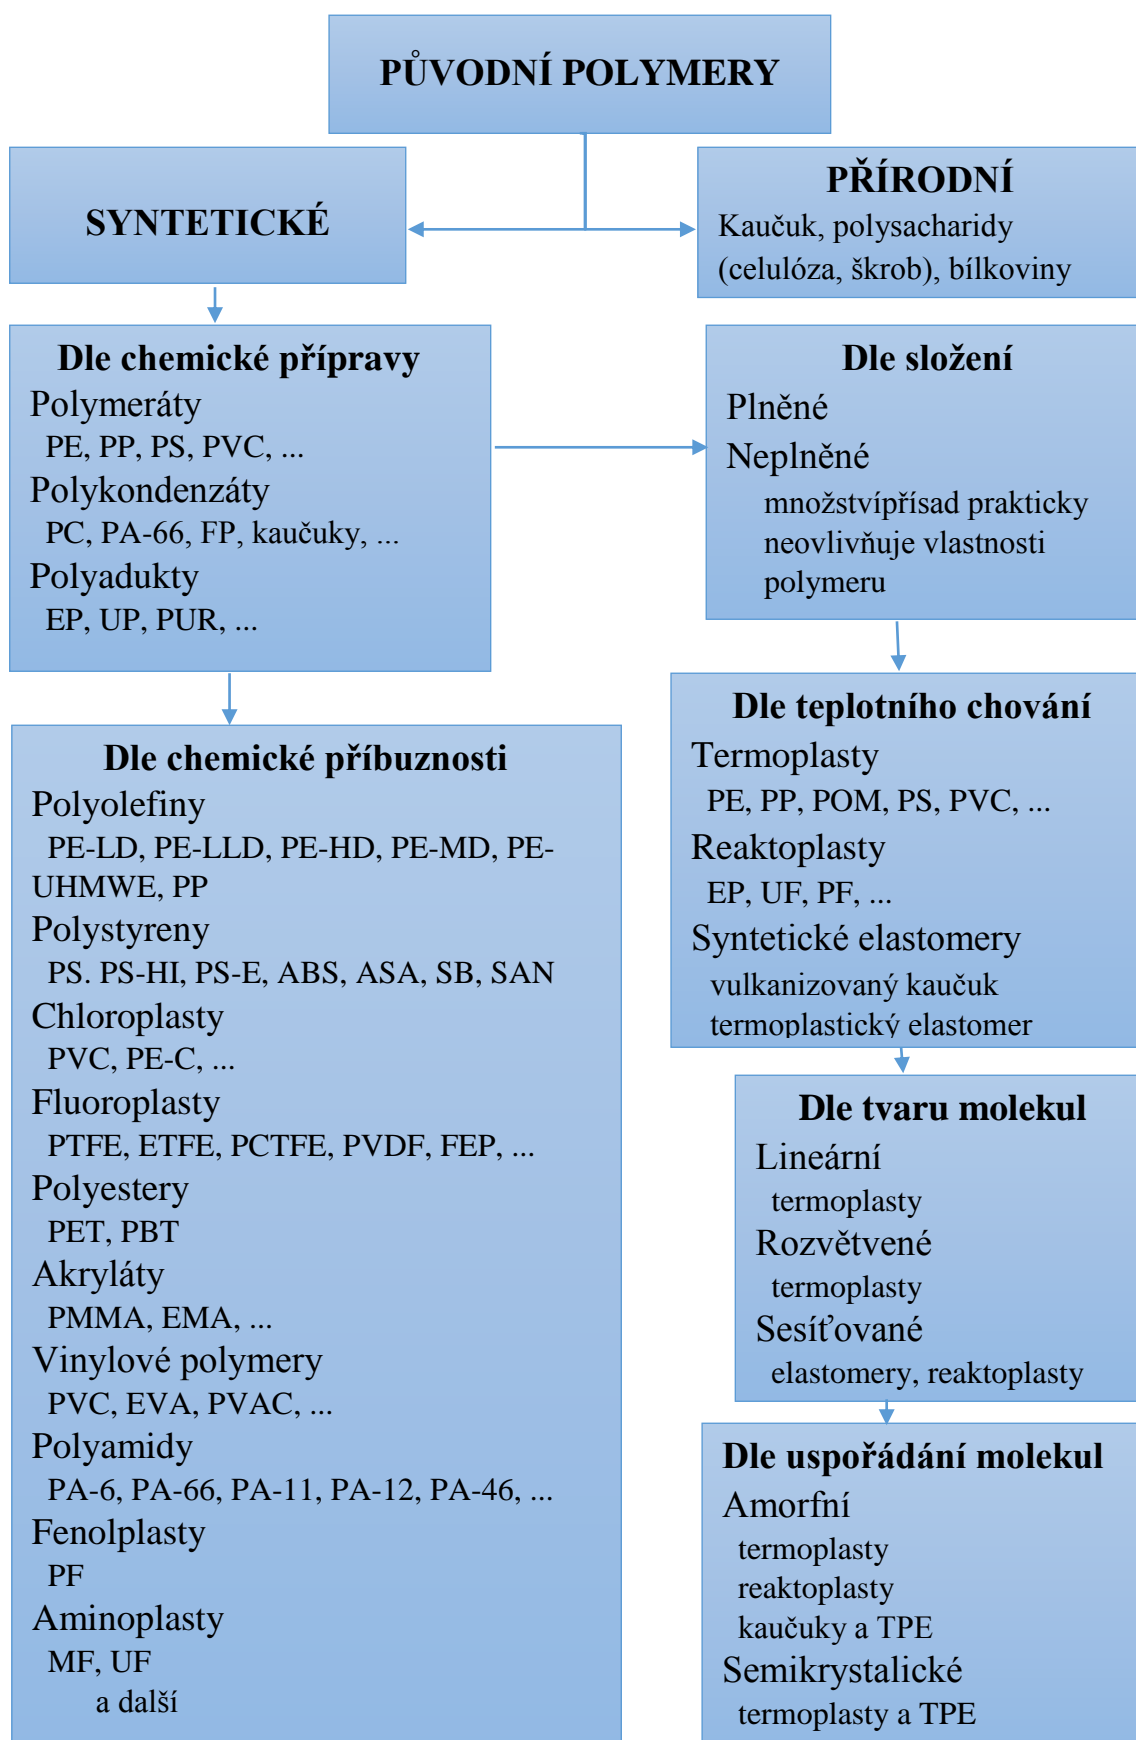 PŮVODNÍ POLYMERY
SYNTETICKÉ
PŘÍRODNÍ
Kaučuk, polysacharidy
(celulóza, škrob), bílkoviny
Dle chemické přípravy
Polymeráty
PE, PP, PS, PVC, ...
Polykondenzáty
PC, PA-66, FP, kaučuky, ...
Polyadukty
EP, UP, PUR, ...
Dle složení
Plněné
Neplněné
množstvípřísad prakticky
neovlivňuje vlastnosti
polymeru
Dle chemické příbuznosti
Polyolefiny
PE-LD, PE-LLD, PE-HD, PE-MD, PE-
UHMWE, PP
Polystyreny
PS. PS-HI, PS-E, ABS, ASA, SB, SAN
Chloroplasty
PVC, PE-C, ...
Fluoroplasty
PTFE, ETFE, PCTFE, PVDF, FEP, ...
Polyestery
PET, PBT
Akryláty
PMMA, EMA, ...
Vinylové polymery
PVC, EVA, PVAC, ...
Polyamidy
PA-6, PA-66, PA-11, PA-12, PA-46, ...
Fenolplasty
PF
Aminoplasty
MF, UF
a další
Dle teplotního chování
Termoplasty
PE, PP, POM, PS, PVC, ...
Reaktoplasty
EP, UF, PF, ...
Syntetické elastomery
vulkanizovaný kaučuk
termoplastický elastomer
Dle tvaru molekul
Lineární
termoplasty
Rozvětvené
termoplasty
Sesíťované
elastomery, reaktoplasty
Dle uspořádání molekul
Amorfní
termoplasty
reaktoplasty
kaučuky a TPE
Semikrystalické
termoplasty a TPE